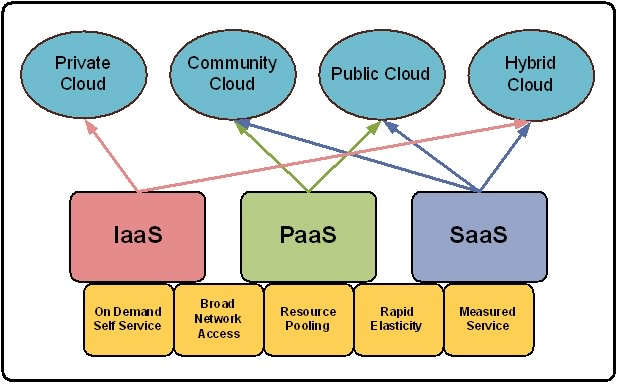 Private
Cloud
Community
Cloud
Public Cloud
Hybrid
Cloud
IaaS
PaaS
SaaS
On Demand
Self Service
Broad
Network
Access
Resource
Pooling
Rapid
Elasticity
Measured
Service